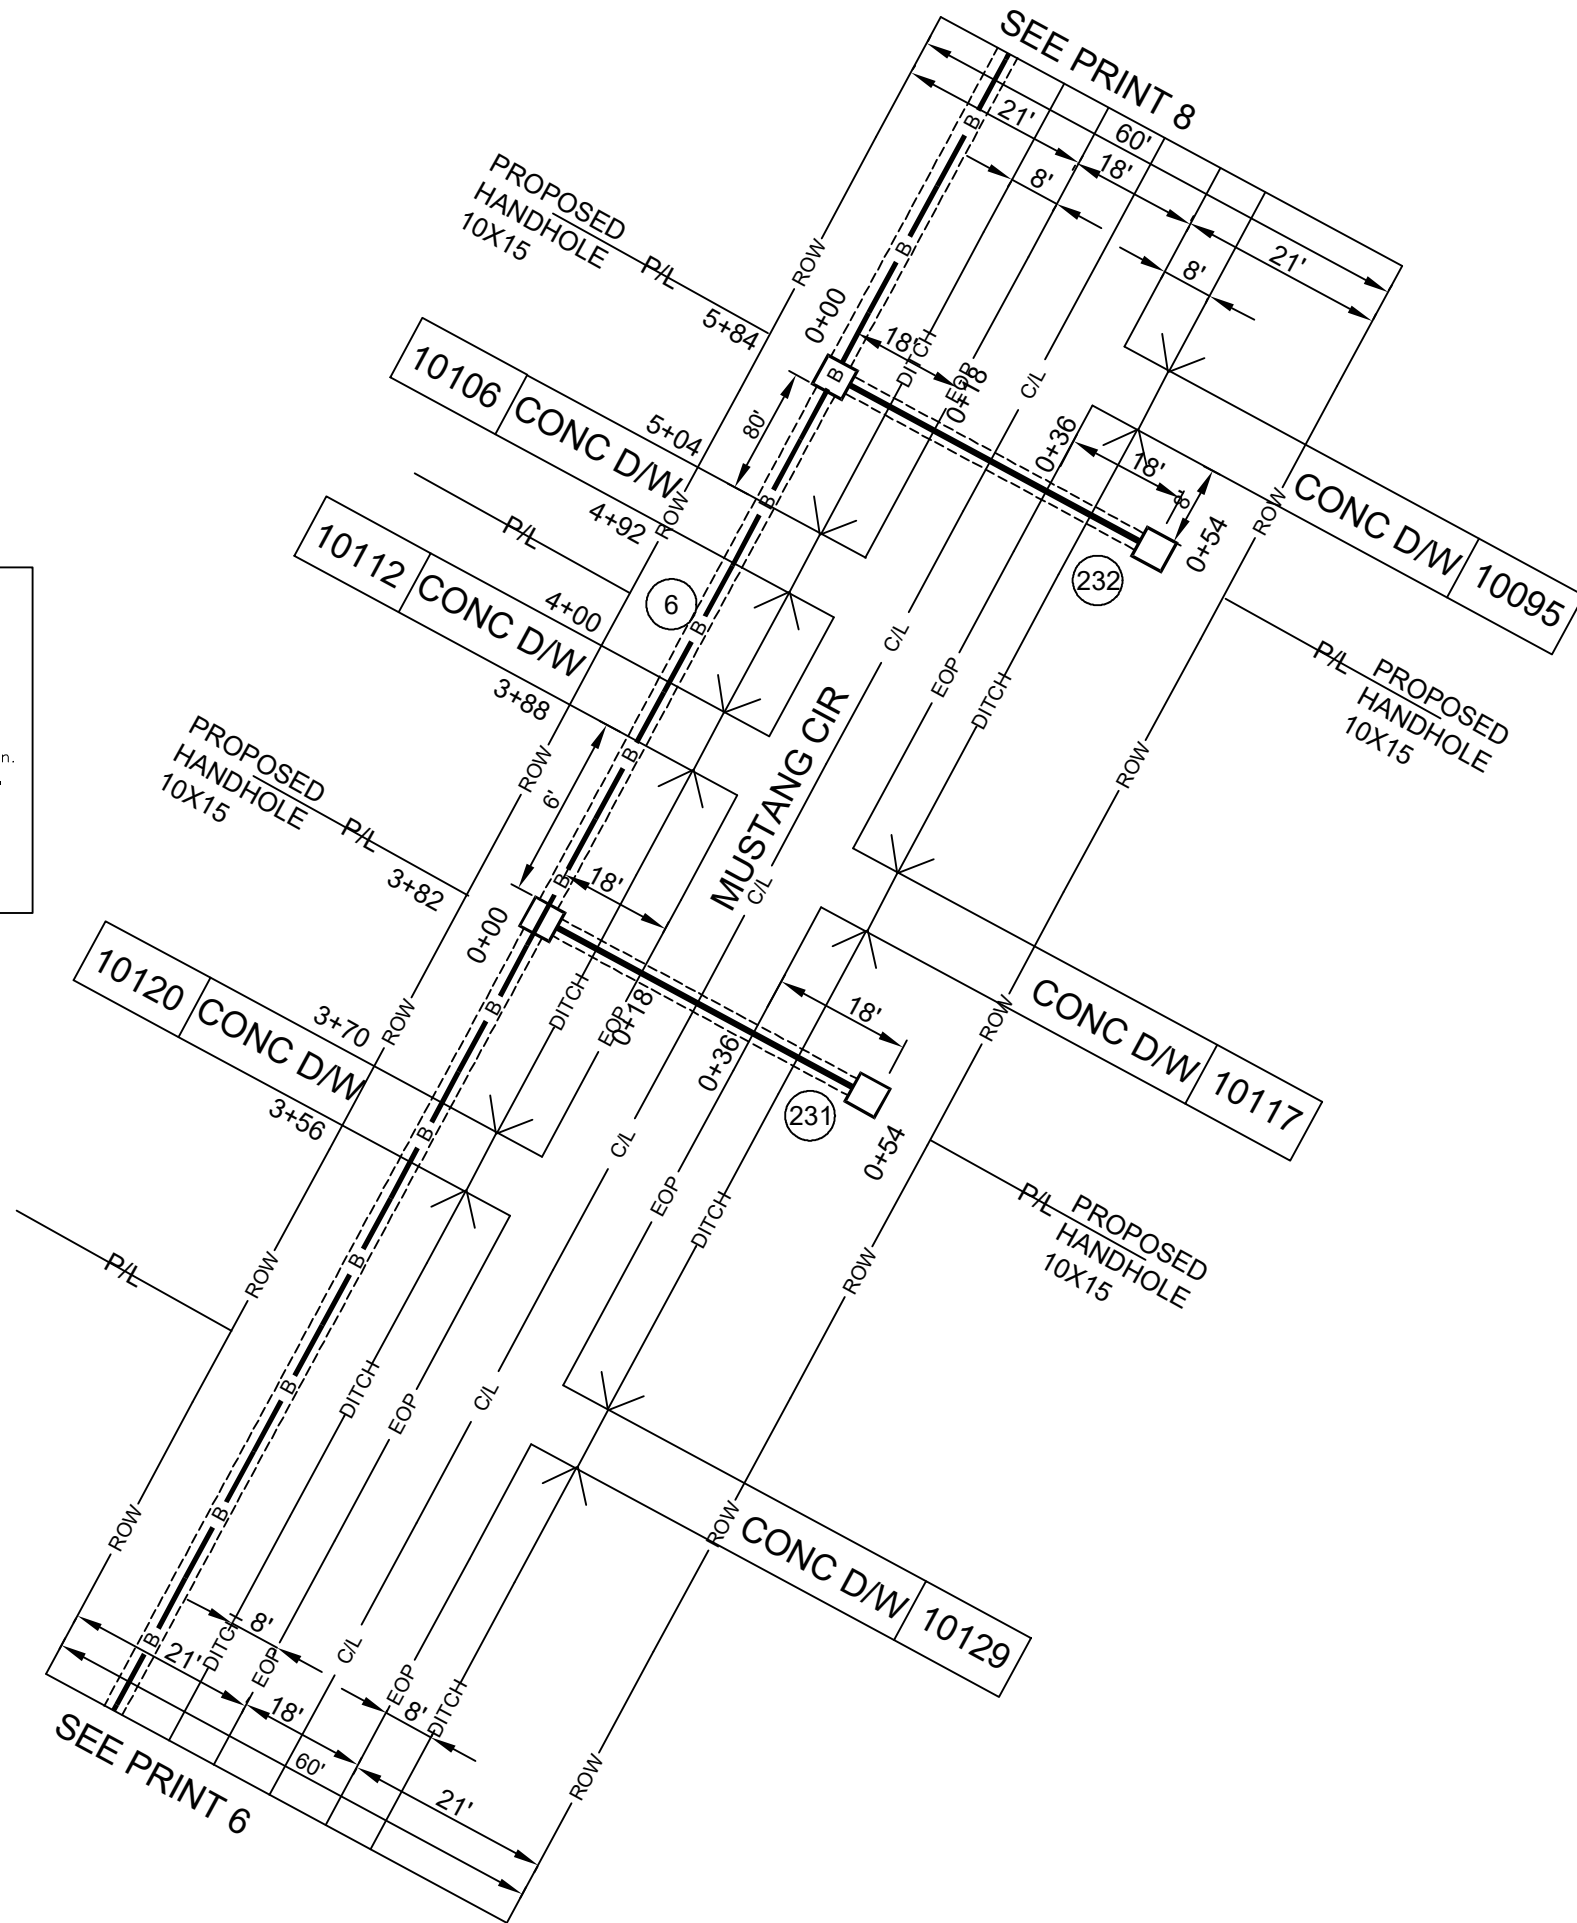 SEE PRINT 8
21'
60'
18'
8'
21'
8'
B
B
PROPOSED
HANDHOLE
10X15
P/L
5+84
ROW
0+00
B
18'
DITCH
EOP
0+18
C/L
10106
CONC D/W
5+04
80'
4+92
ROW
B
P/L
0+36
18'
0+54
232
ROW
CONC D/W
10095
10112
CONC D/W
4+00
3+88
6
B
C/L
EOP
DITCH
P/L
PROPOSED
HANDHOLE
10X15
n.
MUSTANG CIR
ROW
B
6'
ROW
PROPOSED
HANDHOLE
10X15
P/L
3+82
0+00
B
18'
C/L
10120
CONC D/W
3+70
3+56
ROW
B
DITCH
EOP
0+18
0+36
18'
231
0+54
ROW
CONC D/W
10117
B
C/L
EOP
DITCH
P/L
PROPOSED
HANDHOLE
10X15
P/L
ROW
B
ROW
DITCH
EOP
C/L
B
ROW
B
ROW
CONC D/W
10129
B
8'
21'
DITCH
EOP
C/L
18'
60'
EOP
8'
DITCH
21'
ROW
SEE PRINT 6